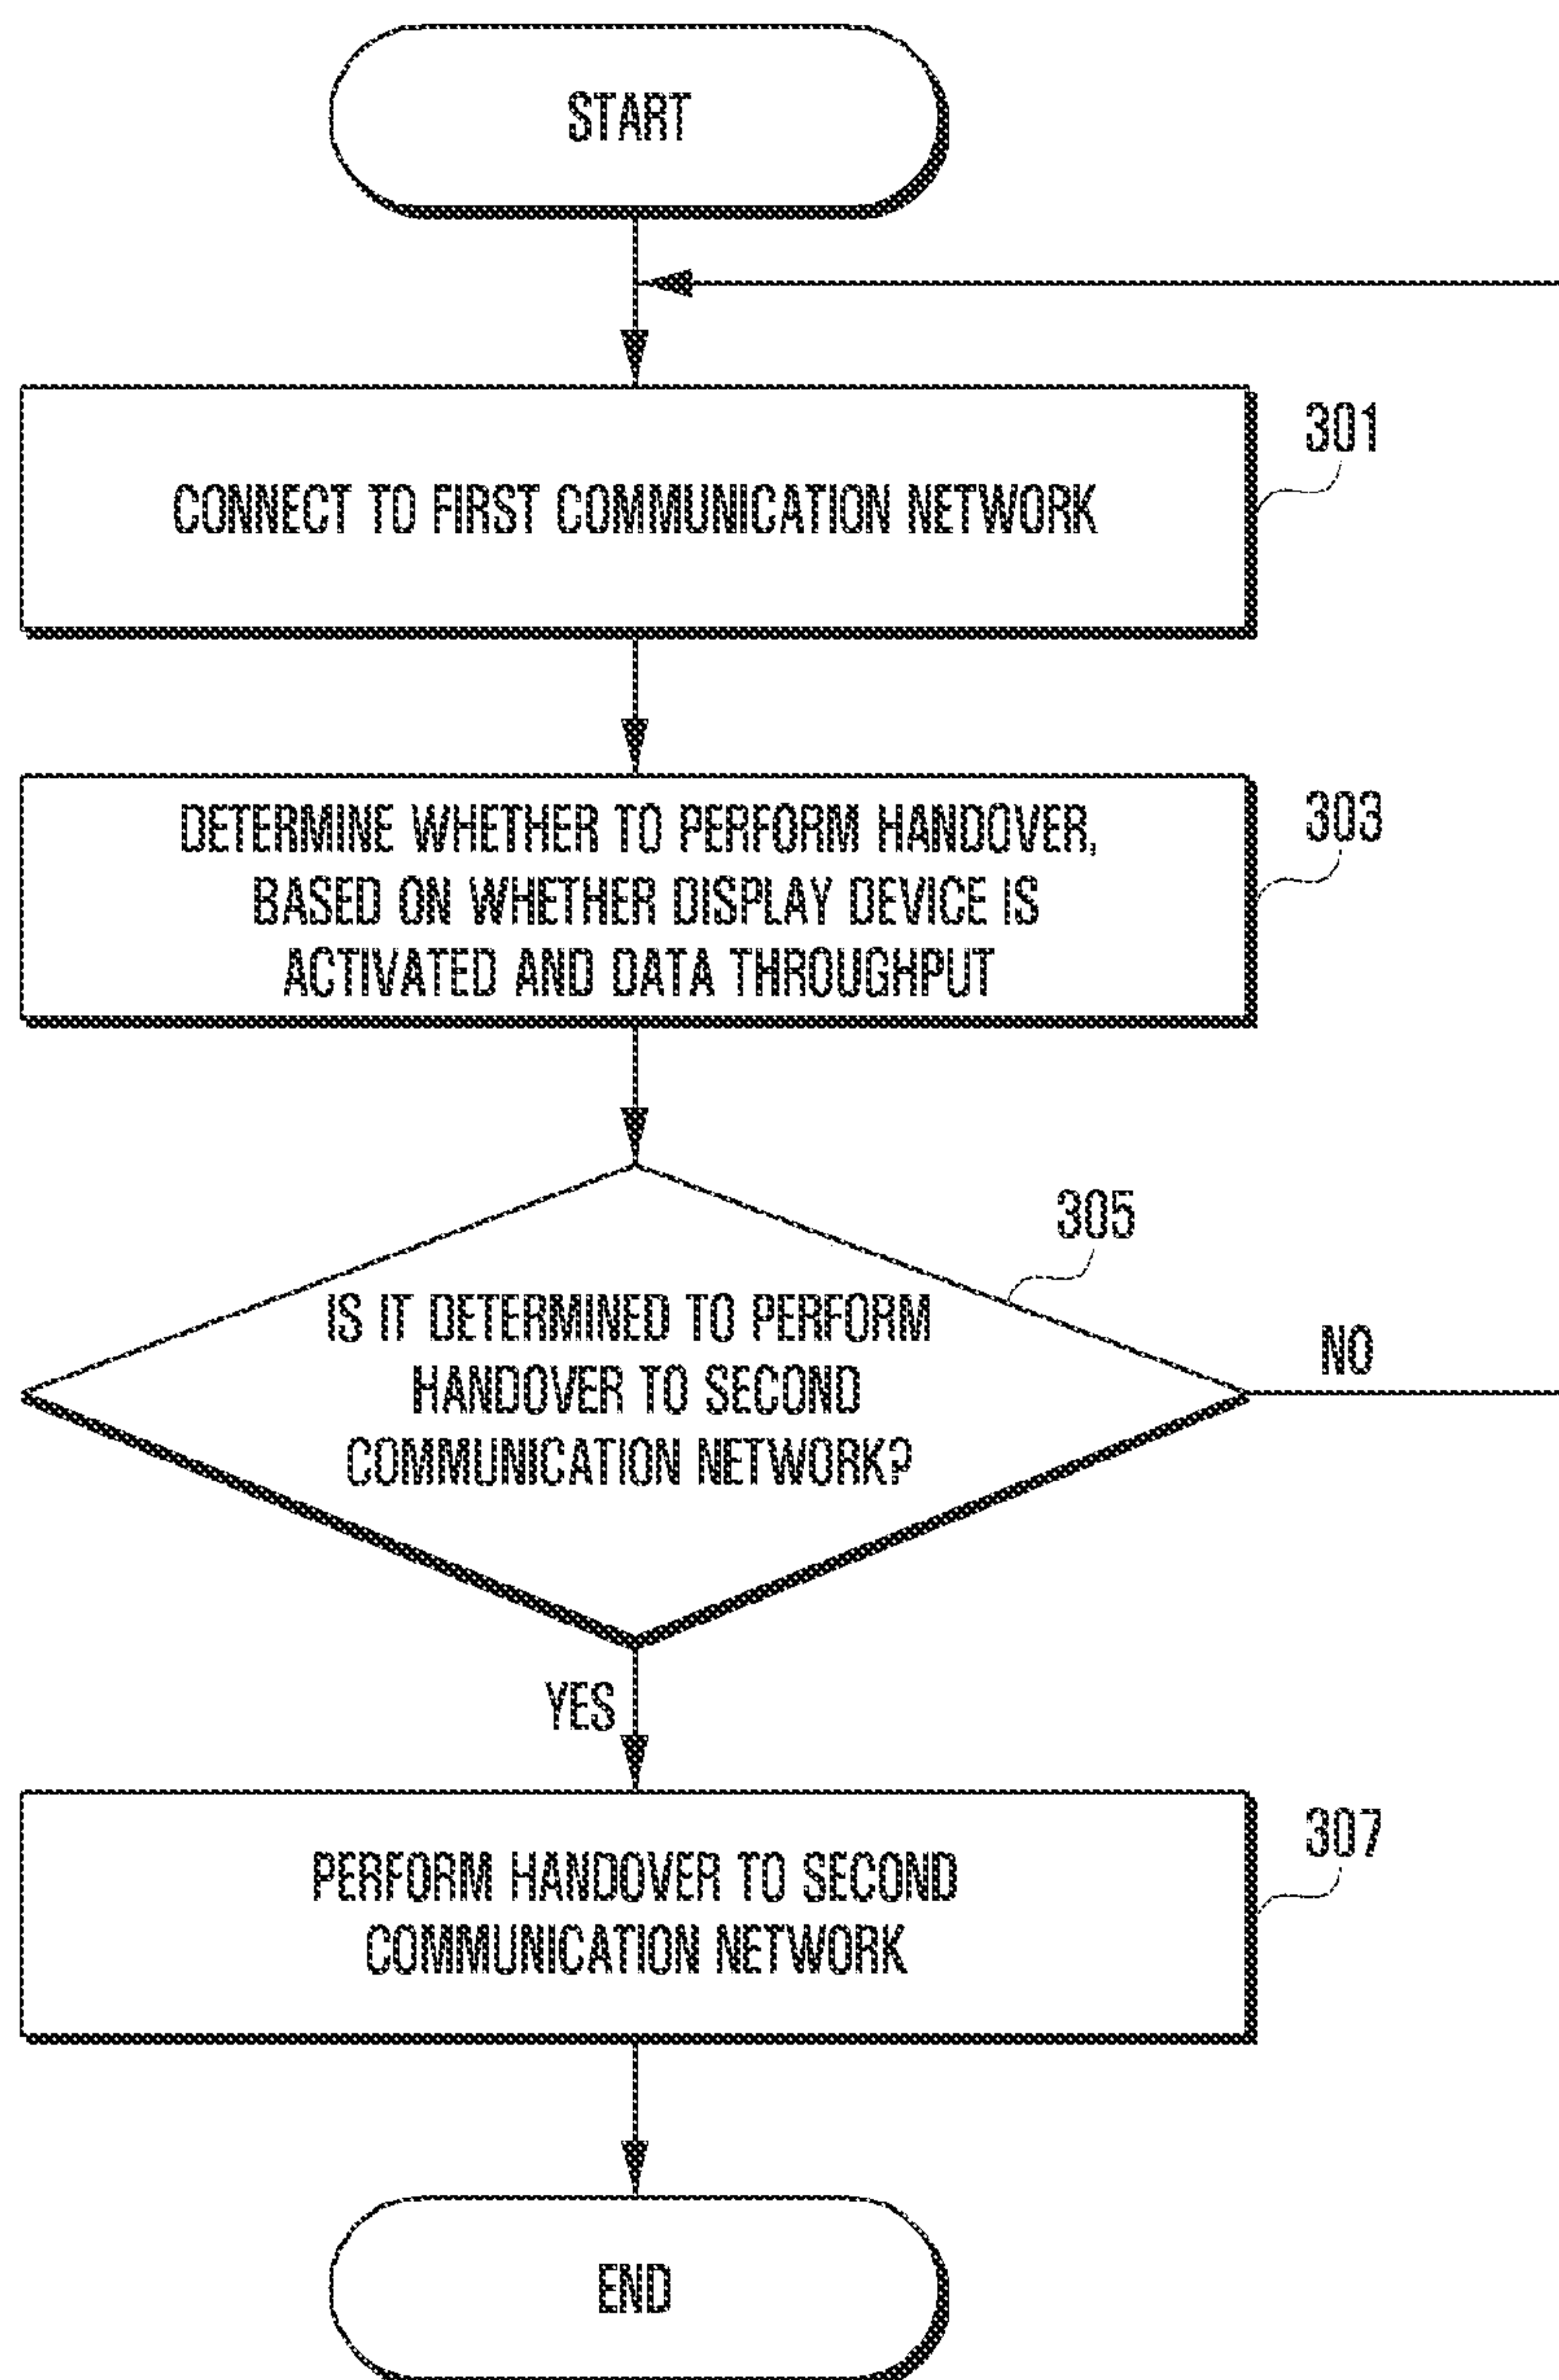 START
CONNECT TO FIRST COMMUNICATION NETWORK
301
DETERMINE WHETHER TO PERFORM HANDOVER,
BASED ON WHETHER DISPLAY DEVICE IS
ACTIVATED AND DATA THROUGHPUT
303
305
IS IT DETERMINED TO PERFORM
HANDOVER TO SECOND
COMMUNICATION NETWORK?
NO
YES
PERFORM HANDOVER TO SECOND
COMMUNICATION NETWORK
307
END